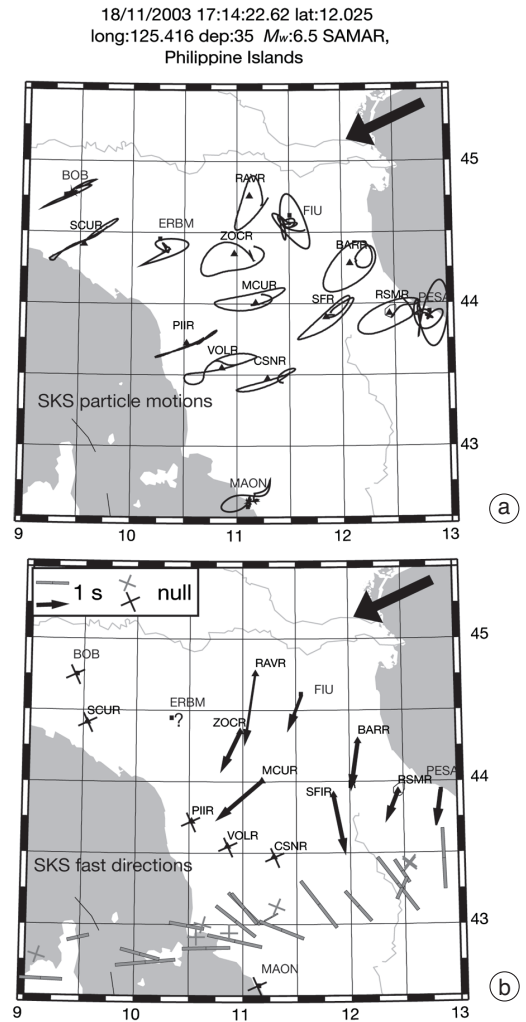 18/11/2003 17:14:22.62 lat:12.025
long:125.416 dep:35 Mw:6.5 SAMAR,
Philippine Islands
45
BOB
RAVR
SCUR
ERBM
FIU
ZOCR
BARR
44
MCUR
SFR
RSMR
PESA
PIIR
VOLR
CSNR
SKS particle motions
43
MAON
a
9 10 11 12 13
1 s null
45
BOB
RAVR
ERBM
FIU
SCUR
?
ZOCR
BARR
44
MCUR
PESA
SFIR
RSMR
PIIR
VOLR
CSNR
SKS fast directions
43
MAON
b
9 10 11 12 13